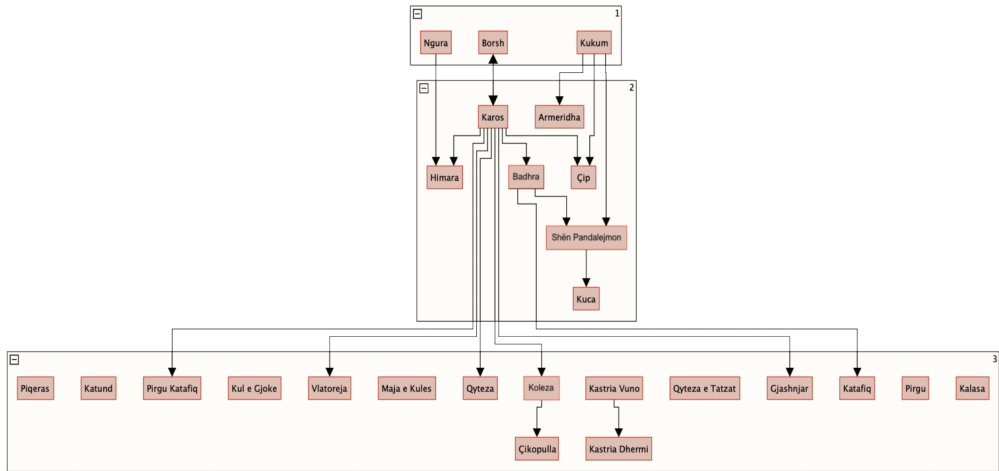 1
Ngura Borsh Kukum
2
Karos Armeridha
Himara Badhra Çip
Shën Pandalejmon
Kuca
3
Piqeras Katund Pirgu Katafiq Kul e Gjoke Vlatoreja Maja e Kules Qyteza Koleza Kastria Vuno Qyteza e Tatzat Gjashnjar Katafiq Pirgu Kalasa
Çikopulla Kastria Dhermi